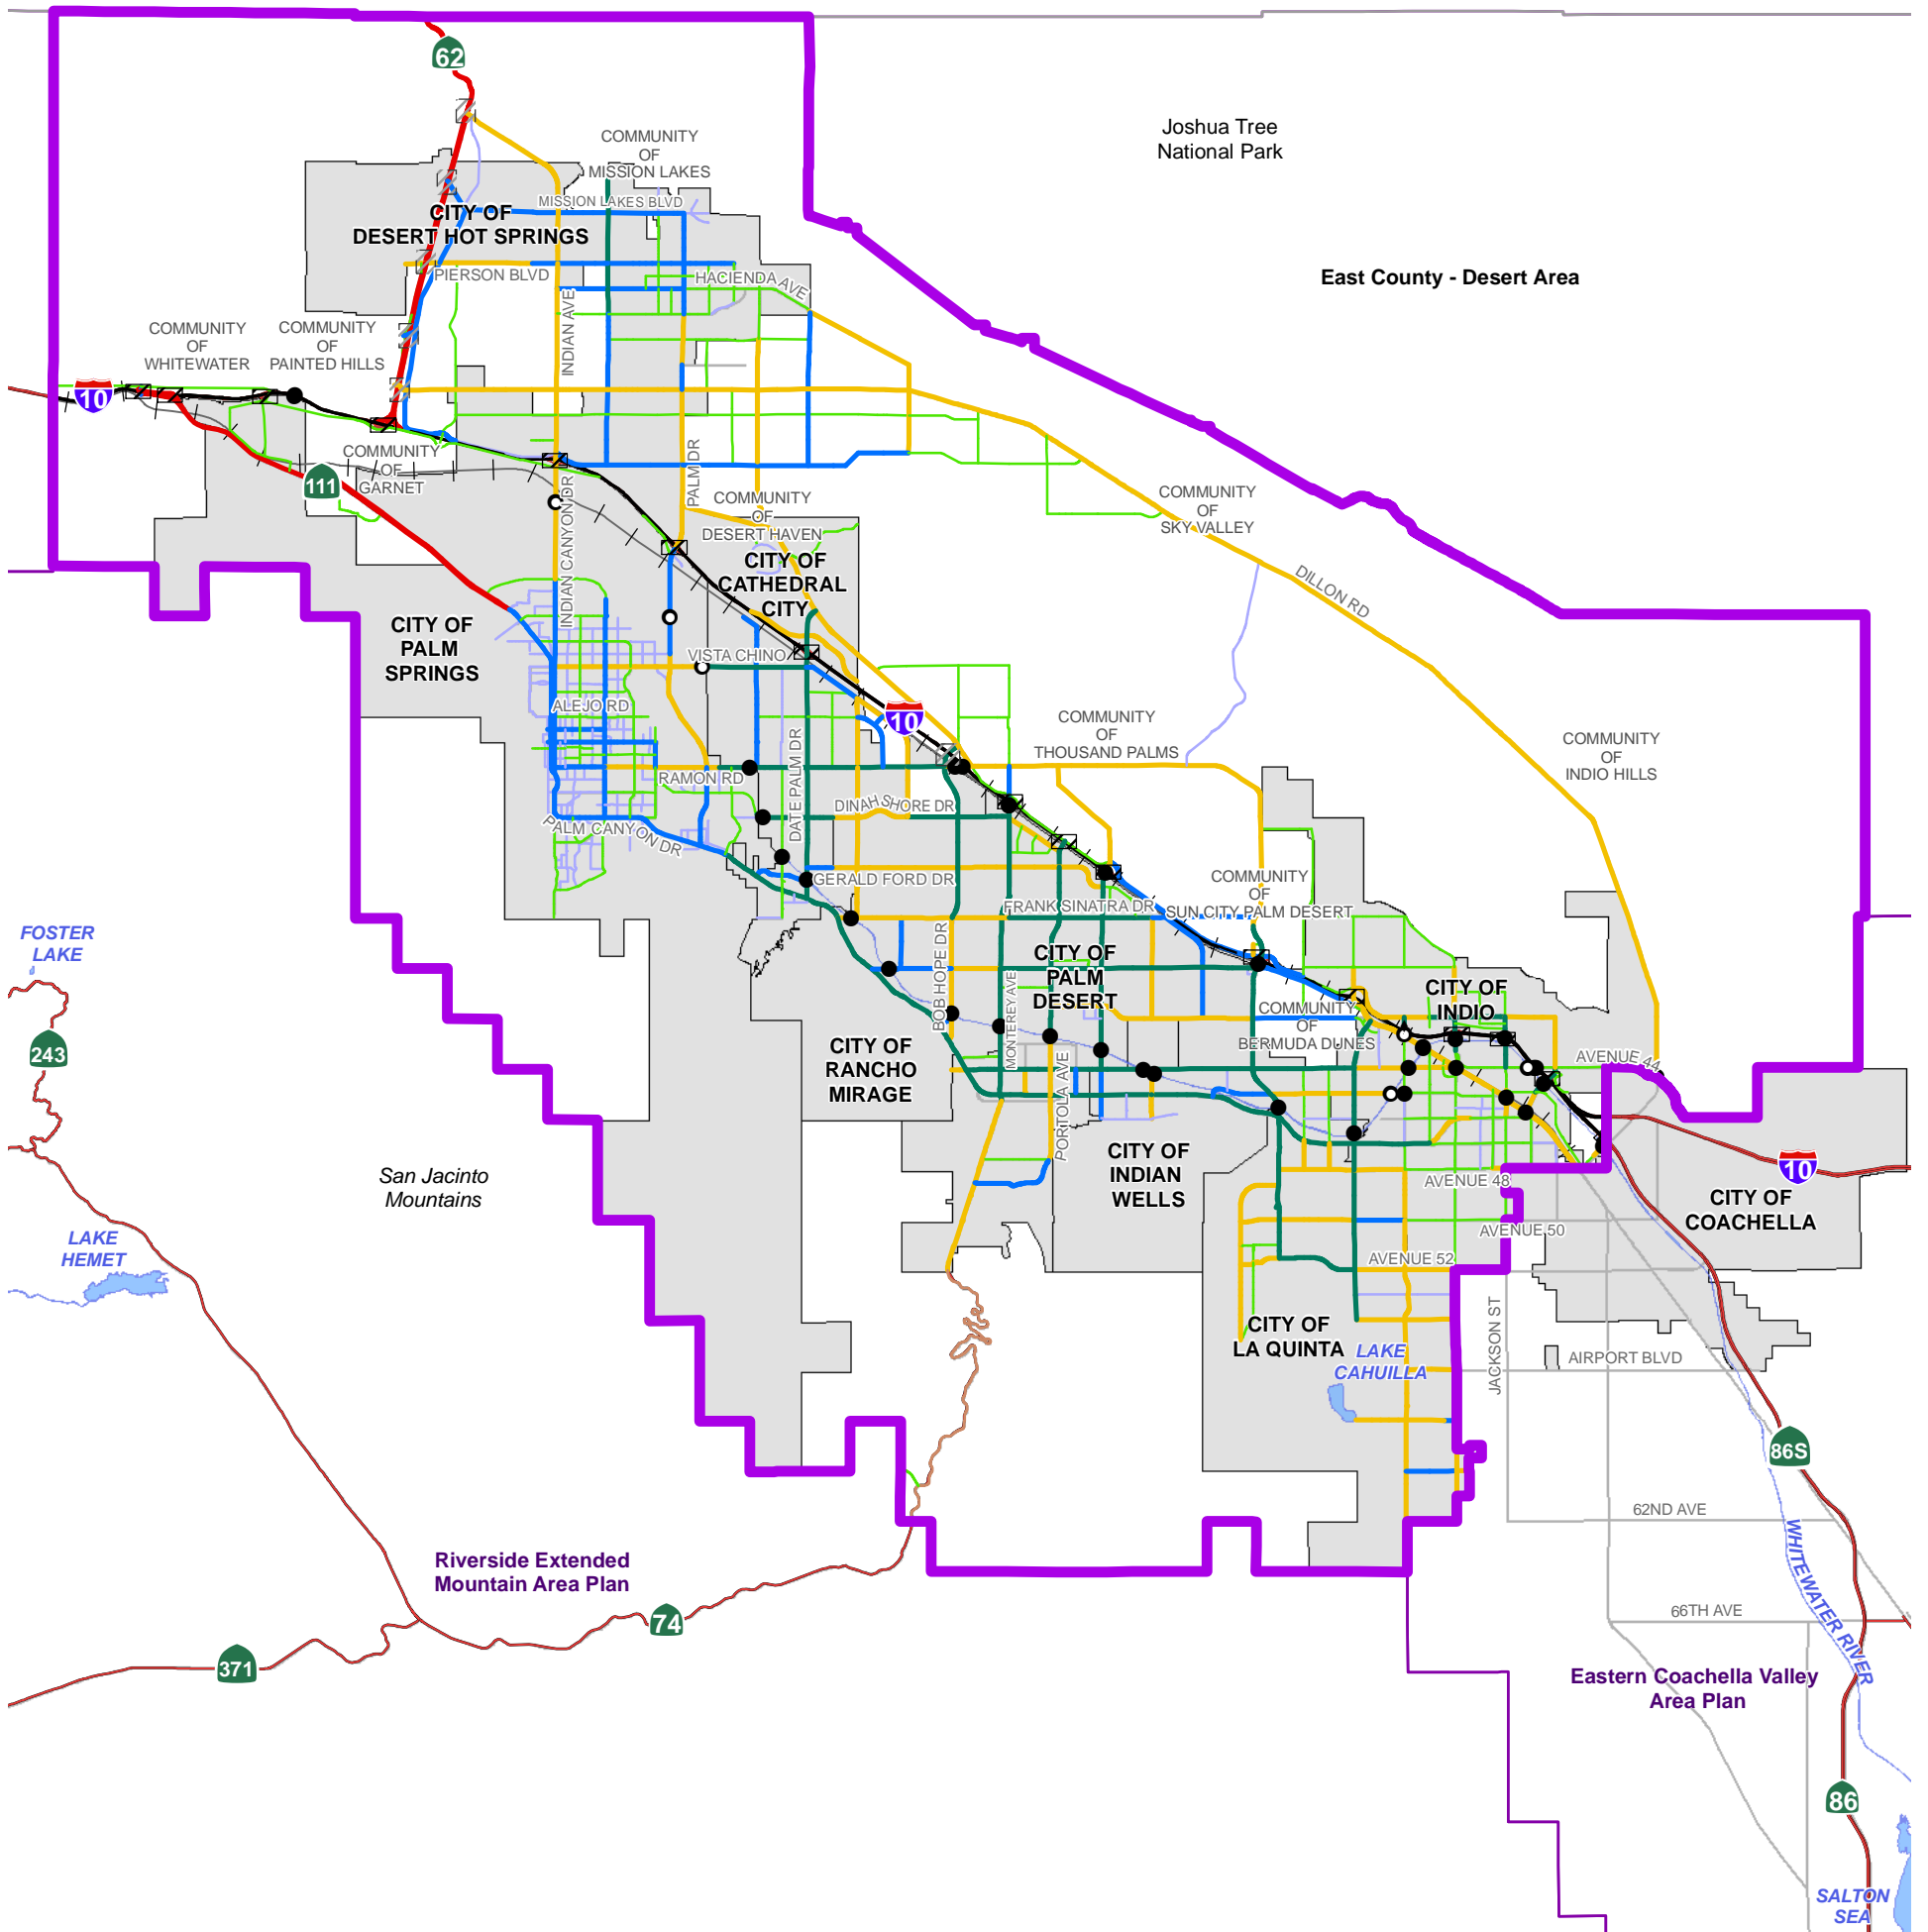 62
Joshua Tree
National Park
COMMUNITY
OF
MISSION LAKES
MISSION LAKES BLVD
CITY OF
DESERT HOT SPRINGS
PIERSON BLVD
HACIENDA AVE
East County - Desert Area
INDIAN AVE
COMMUNITY
OF
WHITEWATER
COMMUNITY
OF
PAINTED HILLS
10
COMMUNITY
OF
GARNET
111
PALM DR
INDIAN CANYON DR
COMMUNITY
OF
DESERT HAVEN
COMMUNITY
OF
SKY VALLEY
CITY OF
CATHEDRAL
CITY
DILLON RD
CITY OF
PALM
SPRINGS
VISTA CHINO
ALEJO RD
10
COMMUNITY
OF
THOUSAND PALMS
COMMUNITY
OF
INDIO HILLS
RAMON RD
DATE PALM DR
DINAH SHORE DR
PALM CANYON DR
GERALD FORD DR
COMMUNITY
OF
SUN CITY PALM DESERT
FRANK SINATRA DR
FOSTER
LAKE
BOB HOPE DR
MONTEREY AVE
CITY OF
PALM
DESERT
CITY OF
INDIO
COMMUNITY
OF
BERMUDA DUNES
243
CITY OF
RANCHO
MIRAGE
PORTOLA AVE
AVENUE 44
San Jacinto
Mountains
CITY OF
INDIAN
WELLS
10
AVENUE 48
CITY OF
COACHELLA
AVENUE 50
LAKE
HEMET
AVENUE 52
JACKSON ST
CITY OF
LA QUINTA
LAKE
CAHUILLA
AIRPORT BLVD
86S
62ND AVE
WHITEWATER RIVER
Riverside Extended
Mountain Area Plan
74
66TH AVE
371
Eastern Coachella Valley
Area Plan
86
SALTON
SEA